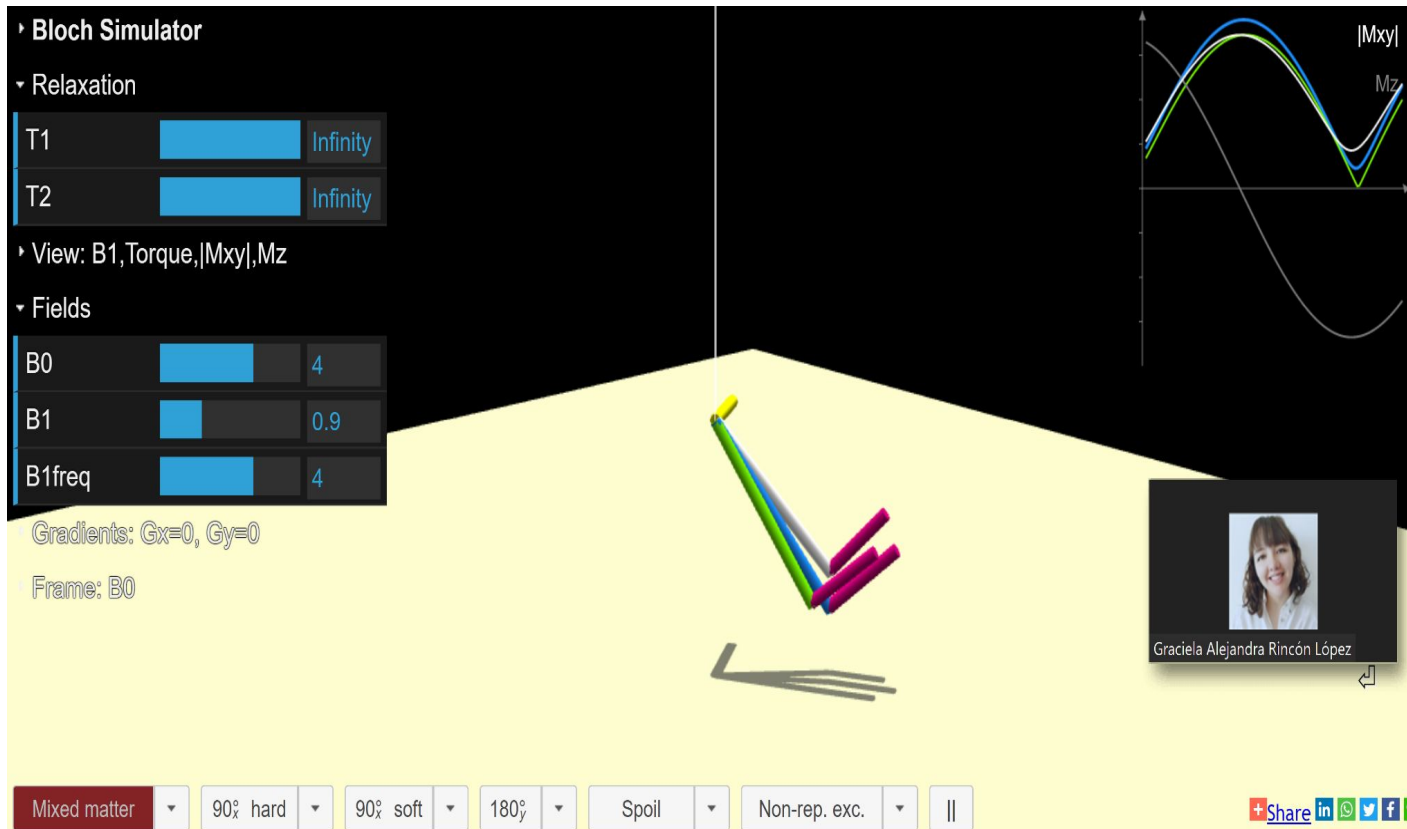 Bloch Simulator
Relaxation
T1 Infinity
T2 Infinity
View: B1,Torque,|Mxy|,Mz
Fields
B0 4
B1 0.9
B1freq 4
Gradients: Gx=0, Gy=0
Frame: B0
|Mxy|
Mz
Graciela Alejandra Rincón López
Mixed matter 90°x hard 90°x soft 180°y Spoil Non-rep. exc. ||
Share